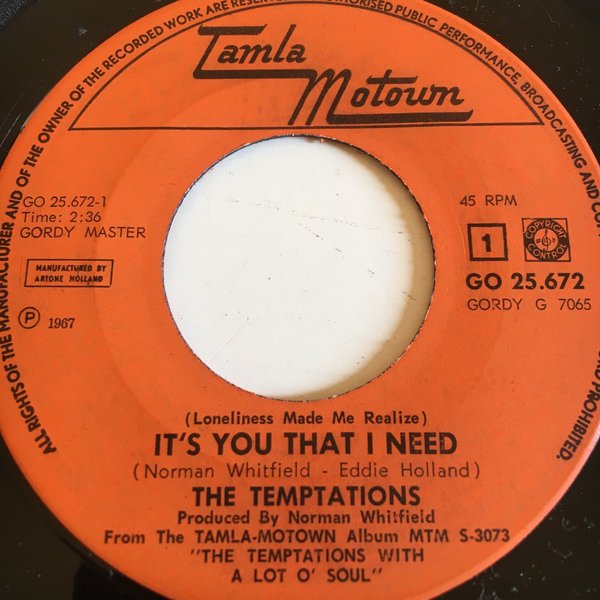 ALL RIGHTS OF THE MANUFACTURER AND OF THE OWNER OF THE RECORDED WORK ARE RESERVED
PUBLIC PERFORMANCE, BROADCASTING AND
PROHIBITED.
Tamla
Motown
GO 25.672-1
Time: 2:36
GORDY MASTER
MANUFACTURED BY
ARTONE HOLLAND
P 1967
45 RPM
1
COPYRIGHT
CONTROL
GO 25.672
GORDY G 7065
(Loneliness Made Me Realize)
IT'S YOU THAT I NEED
(Norman Whitfield - Eddie Holland)
THE TEMPTATIONS
Produced By Norman Whitfield
From The TAMLA-MOTOWN Album MTM S-3073
"THE TEMPTATIONS WITH
A LOT O' SOUL"